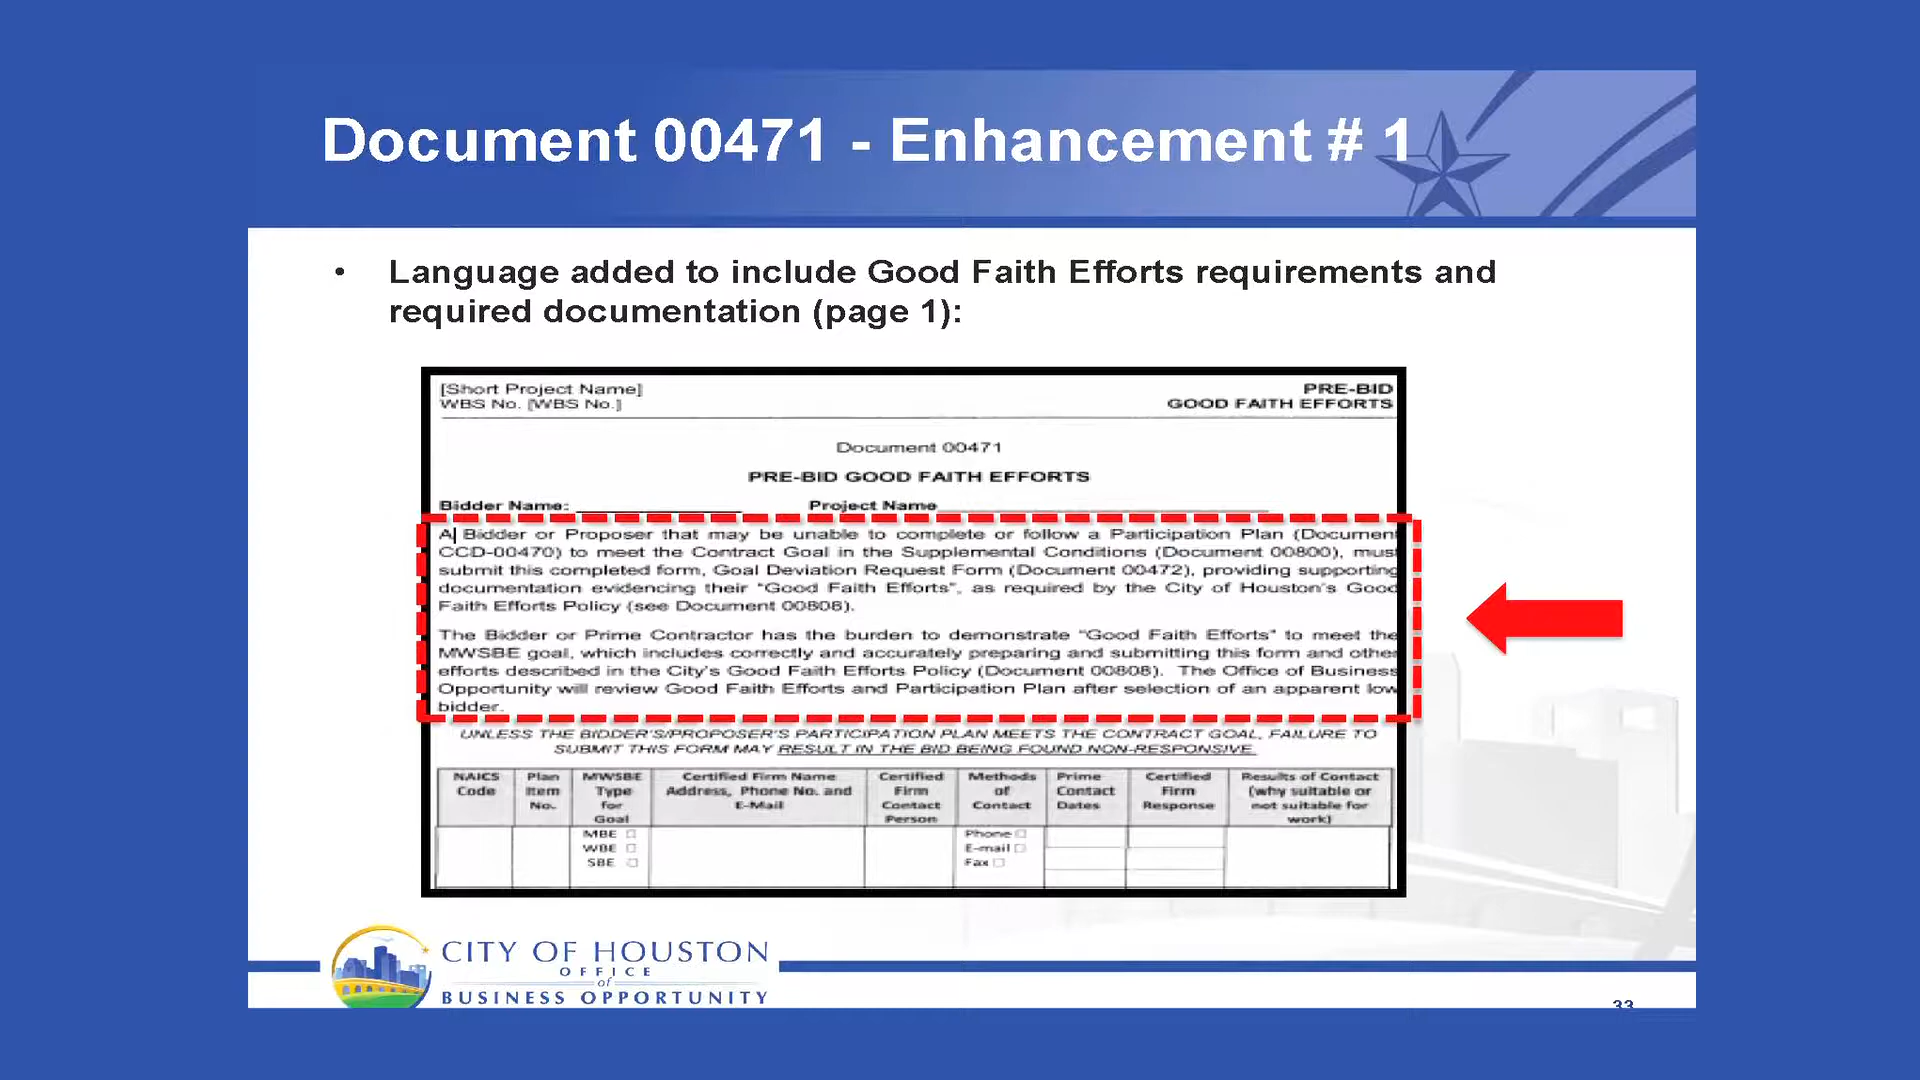 Document 00471 - Enhancement # 1
• Language added to include Good Faith Efforts requirements and
required documentation (page 1):
[Short Project Name] PRE-BID
WBS No. [WBS No.] GOOD FAITH EFFORTS
Document 00471
PRE-BID GOOD FAITH EFFORTS
Bidder Name: Project Name
A Bidder or Proposer that may be unable to complete or follow a Participation Plan (Document
CCD-00470) to meet the Contract Goal in the Supplemental Conditions (Document 00800), must
submit this completed form, Goal Deviation Request Form (Document 00472), providing supporting
documentation evidencing their “Good Faith Efforts”, as required by the City of Houston’s Good
Faith Efforts Policy (see Document 00808).
The Bidder or Prime Contractor has the burden to demonstrate “Good Faith Efforts” to meet the
MWSBE goal, which includes correctly and accurately preparing and submitting this form and other
efforts described in the City’s Good Faith Efforts Policy (Document 00808). The Office of Business
Opportunity will review Good Faith Efforts and Participation Plan after selection of an apparent low
bidder.
UNLESS THE BIDDER’S/PROPOSER’S PARTICIPATION PLAN MEETS THE CONTRACT GOAL, FAILURE TO
SUBMIT THIS FORM MAY RESULT IN THE BID BEING FOUND NON-RESPONSIVE.
NAICS Plan MWSBE Certified Firm Name Certified Methods Prime Certified Results of Contact
Code Item Type Address, Phone No. and Firm of Contact Firm (why suitable or
No. for E-Mail Contact Contact Dates Response not suitable for
Goal Person work)
MBE Phone
WBE E-mail
SBE Fax
CITY OF HOUSTON
OFFICE
of
BUSINESS OPPORTUNITY
33